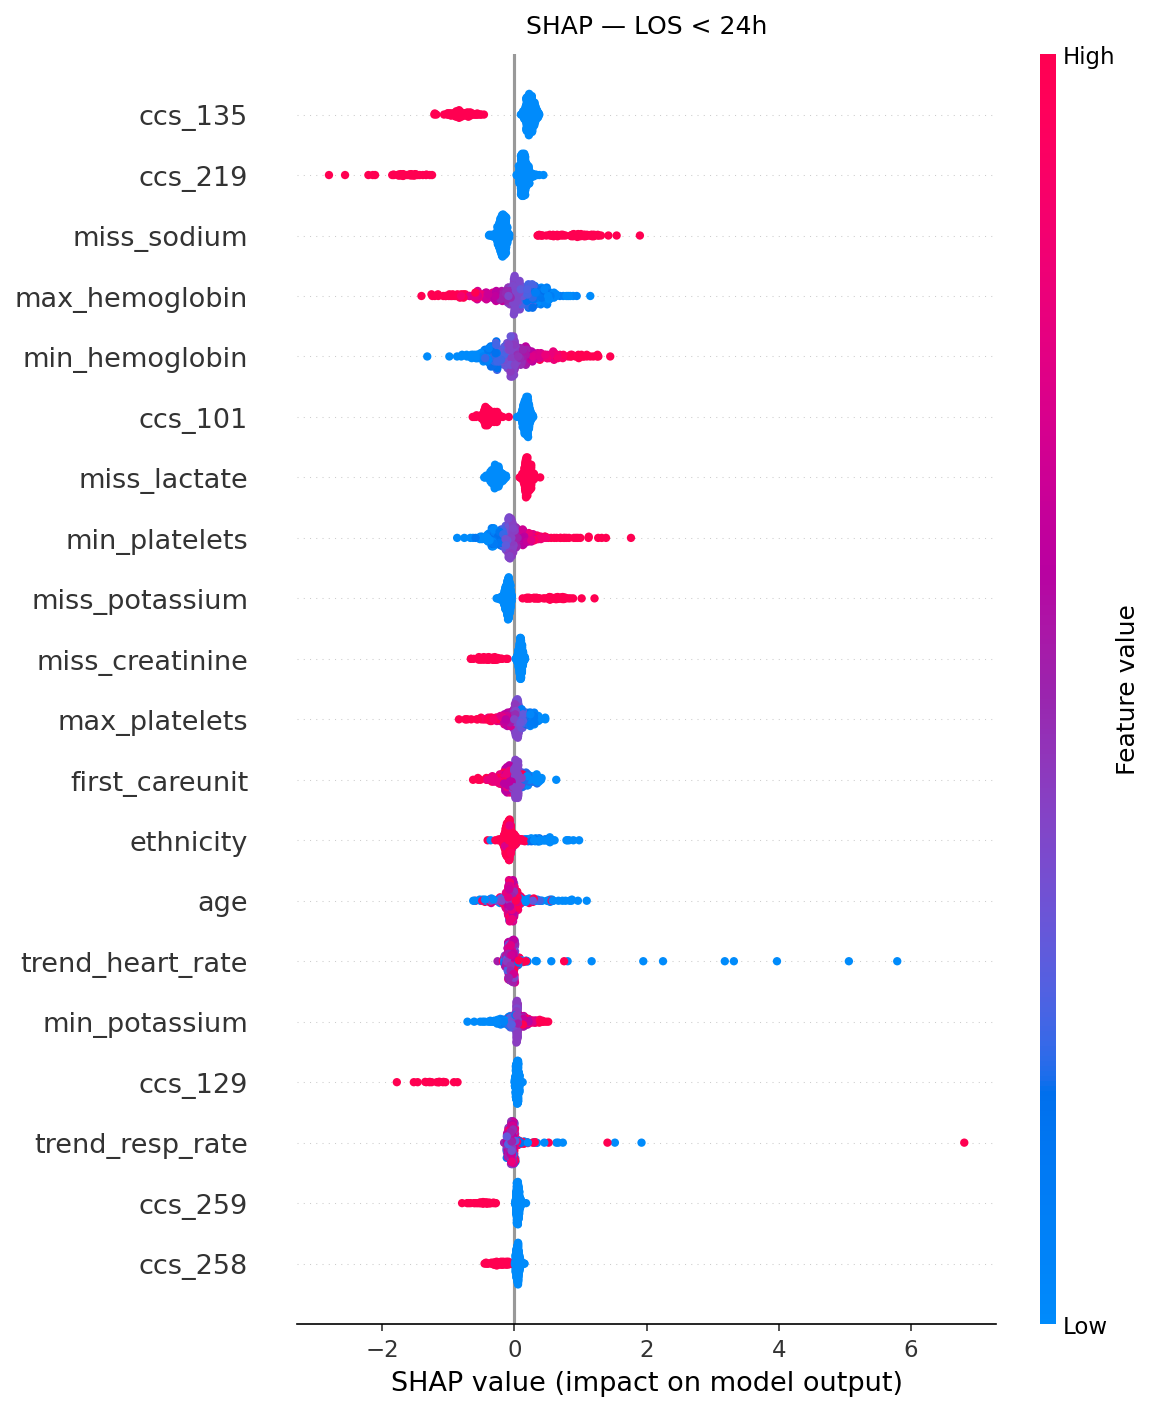 SHAP — LOS < 24h
High
ccs_135
ccs_219
miss_sodium
max_hemoglobin
min_hemoglobin
ccs_101
miss_lactate
min_platelets
miss_potassium
miss_creatinine
max_platelets
first_careunit
ethnicity
age
trend_heart_rate
min_potassium
ccs_129
trend_resp_rate
ccs_259
ccs_258
Feature value
Low
−2 0 2 4 6
SHAP value (impact on model output)